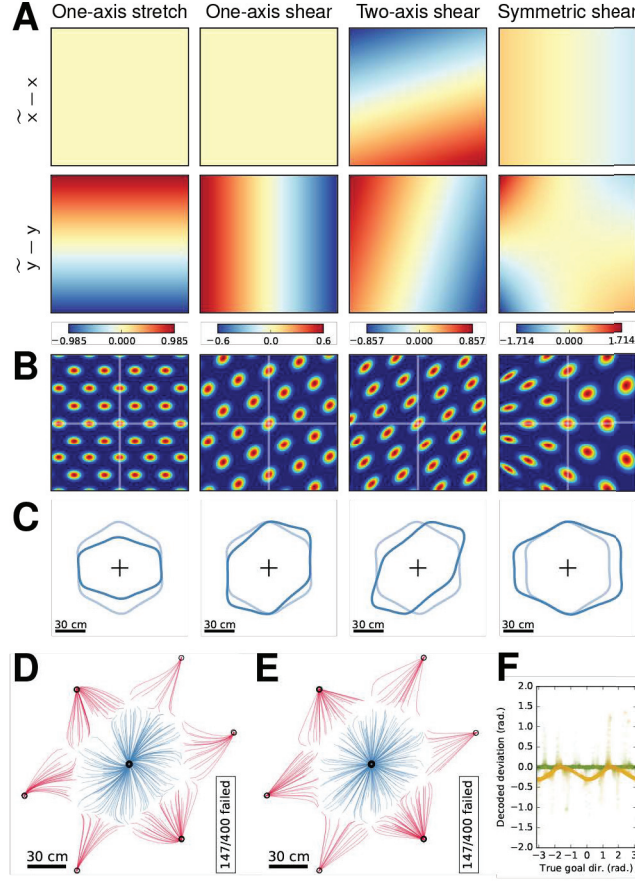 A
One-axis stretch
One-axis shear
Two-axis shear
Symmetric shear
x̃ − x
ỹ − y
−0.985 0.000 0.985
−0.6 0.0 0.6
−0.857 0.000 0.857
−1.714 0.000 1.714
B
C
30 cm
30 cm
30 cm
30 cm
D
E
F
147/400 failed
30 cm
147/400 failed
30 cm
Decoded deviation (rad.)
2.0
1.5
1.0
0.5
0.0
−0.5
−1.0
−1.5
−2.0
−3 −2 −1 0 1 2 3
True goal dir. (rad.)